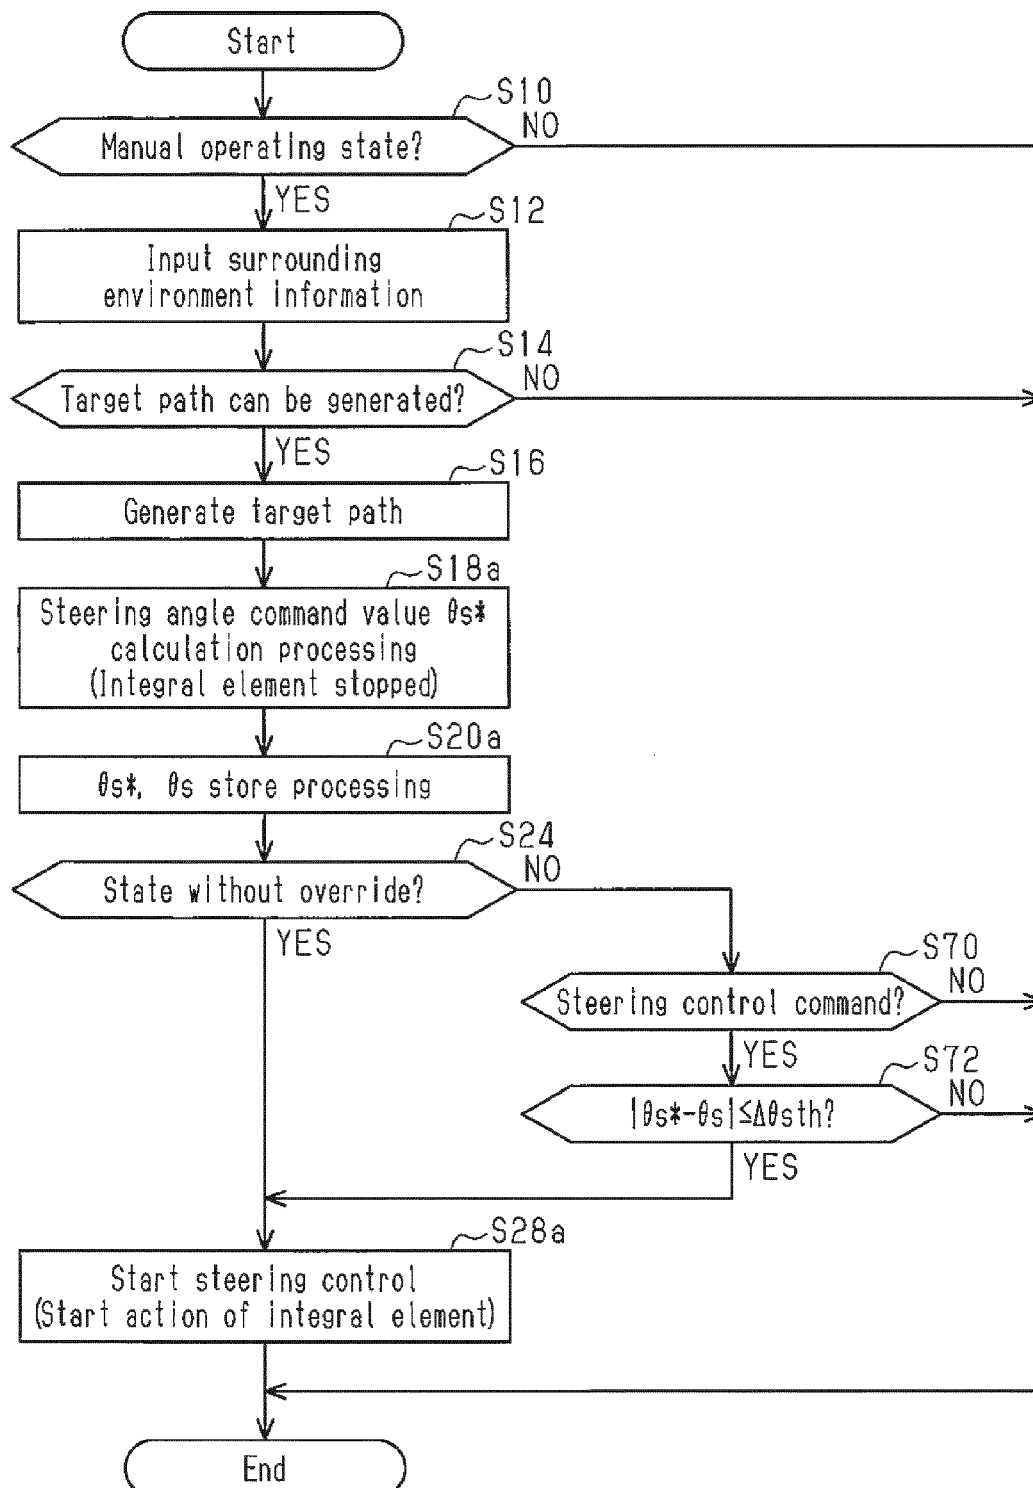 Start
S10
Manual operating state?
NO
YES
S12
Input surrounding
environment information
S14
Target path can be generated?
NO
YES
S16
Generate target path
S18a
Steering angle command value θs*
calculation processing
(Integral element stopped)
S20a
θs*, θs store processing
S24
State without override?
NO
YES
S70
Steering control command?
NO
YES
S72
|θs*-θs|≤Δθsth?
NO
YES
S28a
Start steering control
(Start action of integral element)
End